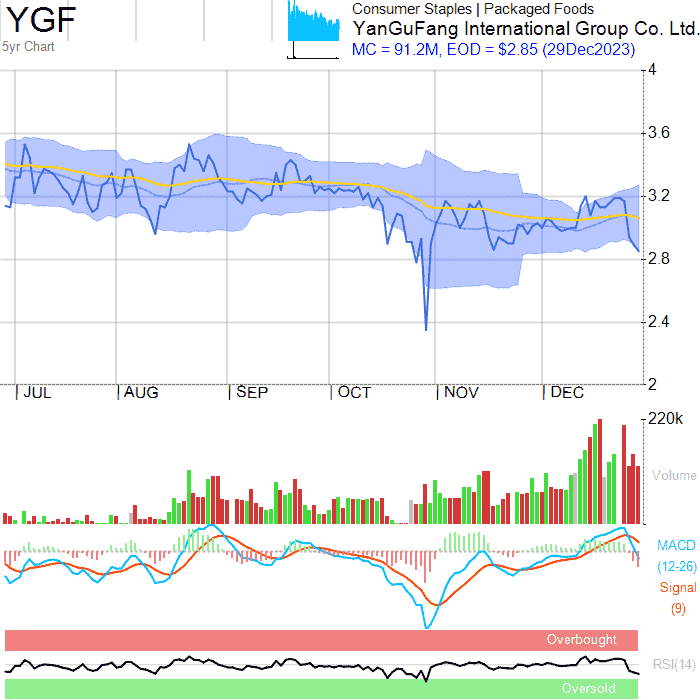 YGF
5yr Chart
Consumer Staples | Packaged Foods
YanGuFang International Group Co. Ltd.
MC = 91.2M, EOD = $2.85 (29Dec2023)
4
3.6
3.2
2.8
2.4
2
JUL AUG SEP OCT NOV DEC
220k
Volume
MACD
(12-26)
Signal
(9)
Overbought
RSI(14)
Oversold